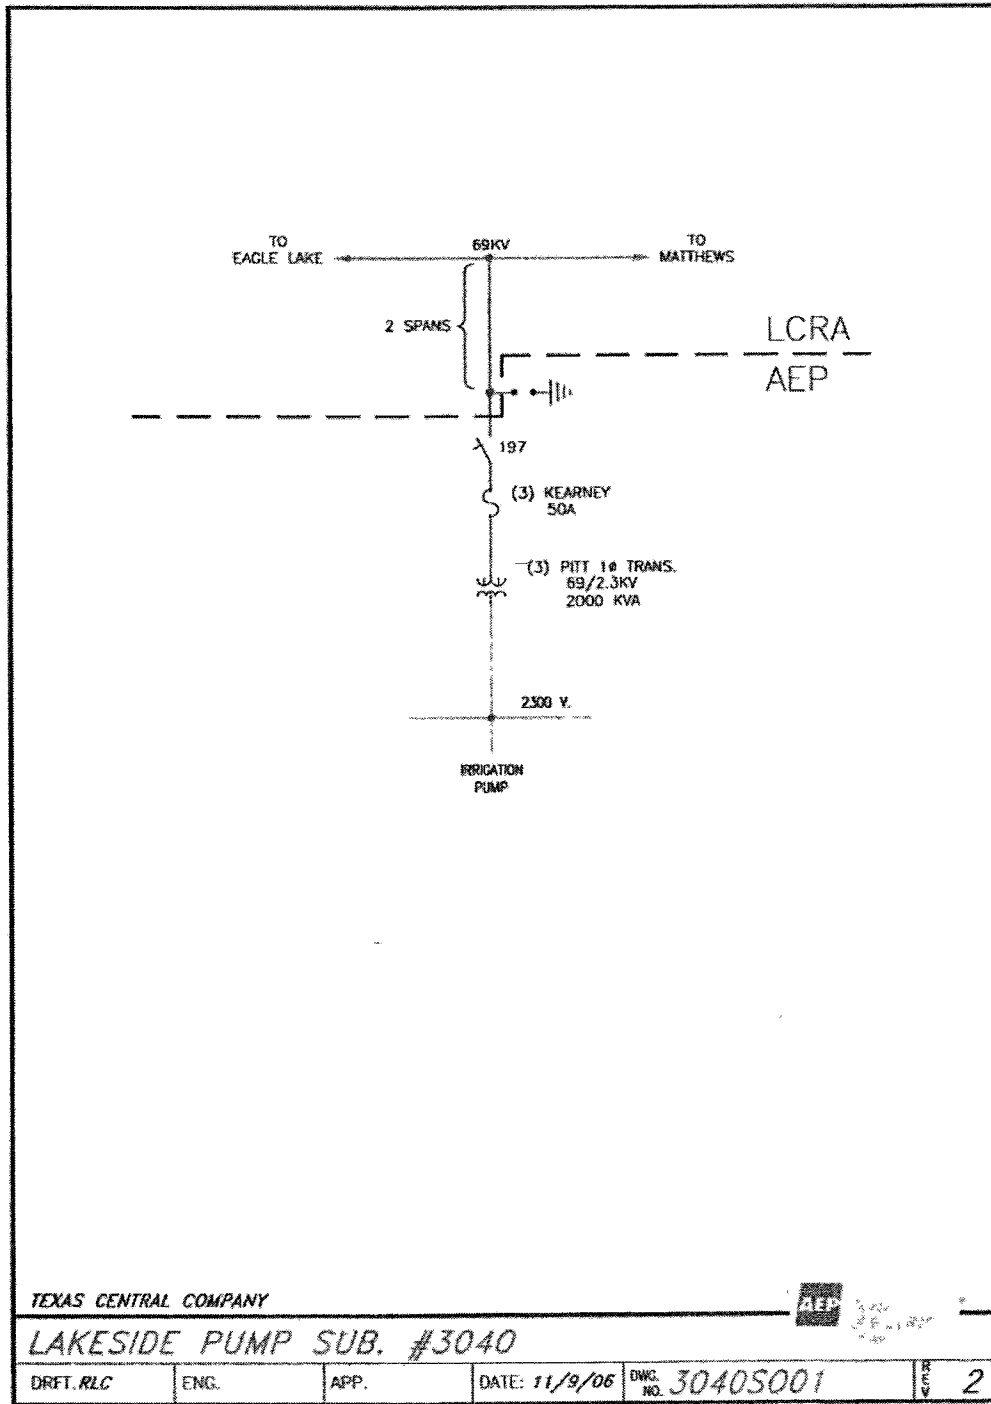 TO
EAGLE LAKE
69KV
TO
MATTHEWS
2 SPANS
LCRA
AEP
197
(3) KEARNEY
50A
(3) PITT 1ø TRANS.
69/2.3KV
2000 KVA
2300 V.
IRRIGATION
PUMP
TEXAS CENTRAL COMPANY
AEP
LAKESIDE PUMP SUB. #3040
DRFT. RLC
ENG.
APP.
DATE: 11/9/06
DWG. NO. 3040S001
REV 2